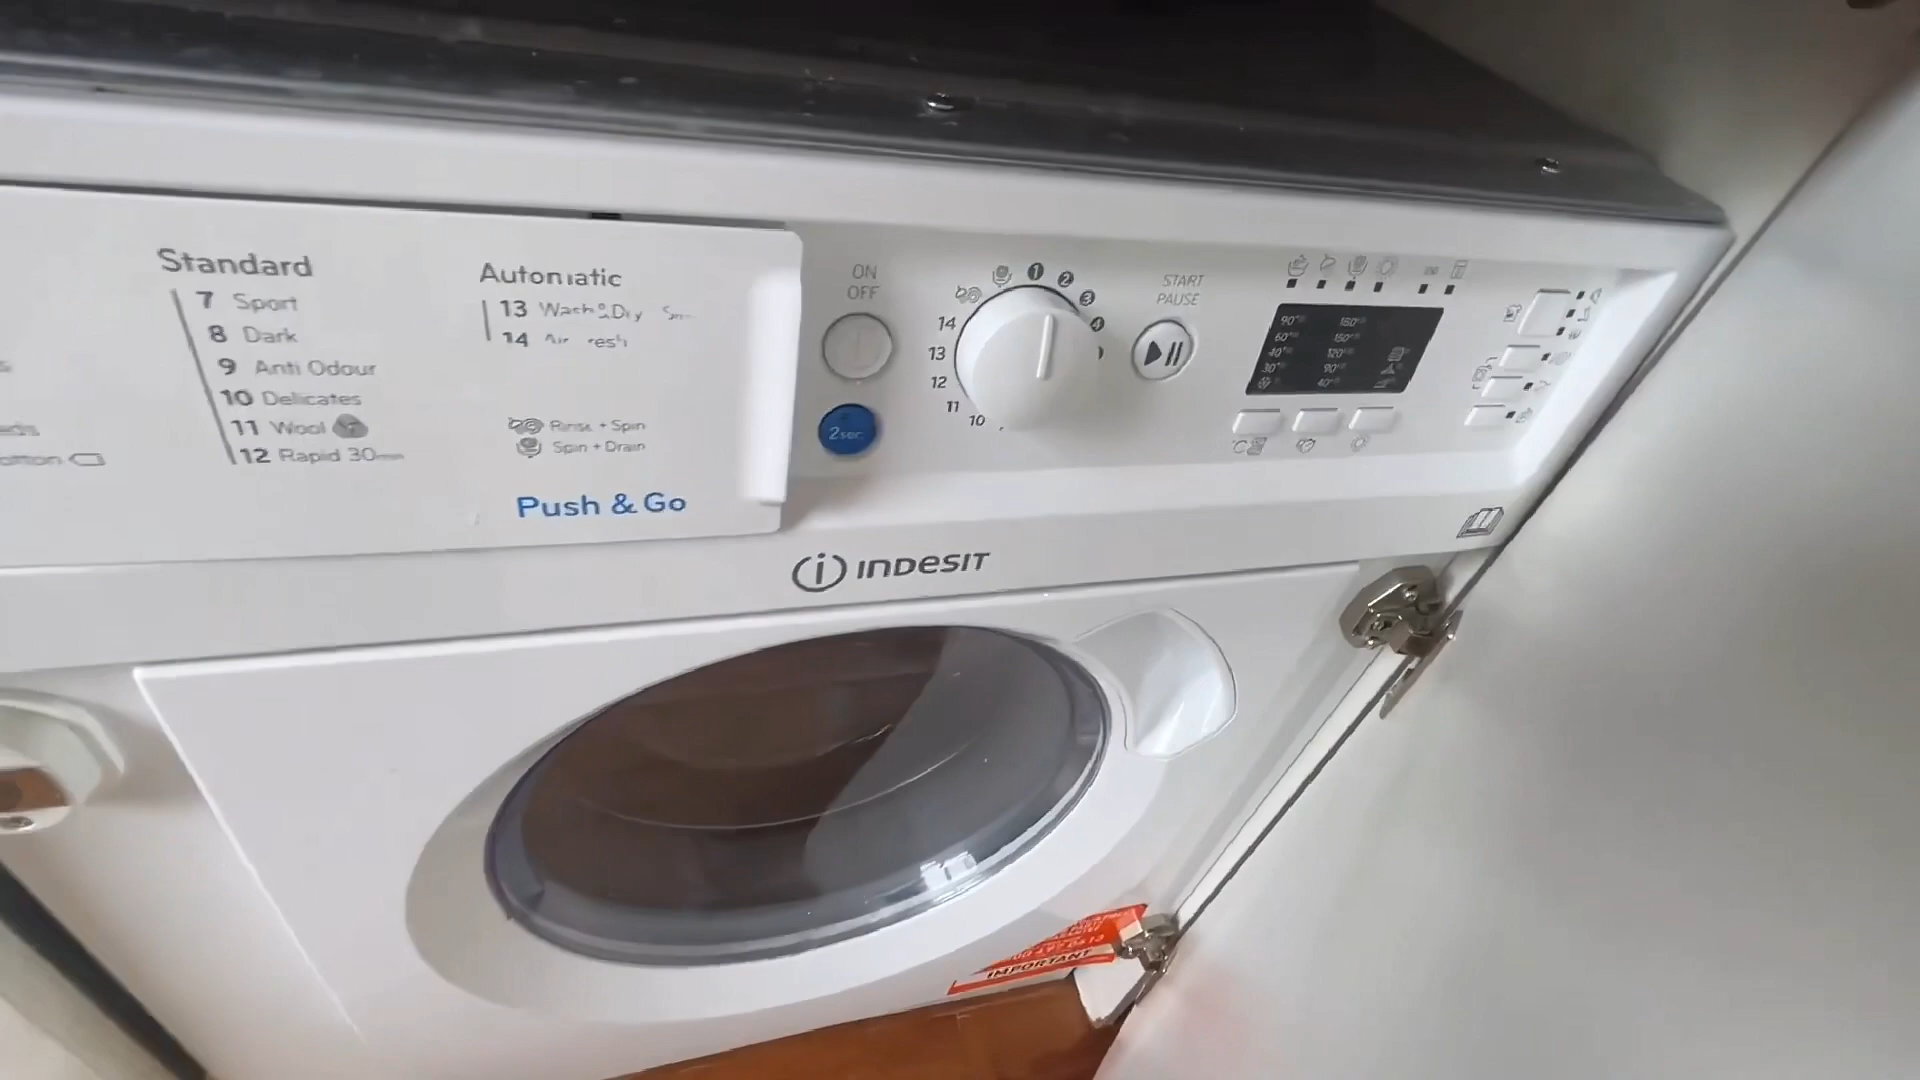 Standard
7 Sport
8 Dark
9 Anti Odour
10 Delicates
11 Wool
12 Rapid 30min
Automatic
13 Wash&Dry
14
Rinse + Spin
Spin + Drain
Push & Go
ON
OFF
2sec.
1
2
3
4
14
13
12
11
10
START
PAUSE
90°
60°
40°
30°
180
150
120
90
40
°C
INDESIT
IMPORTANT